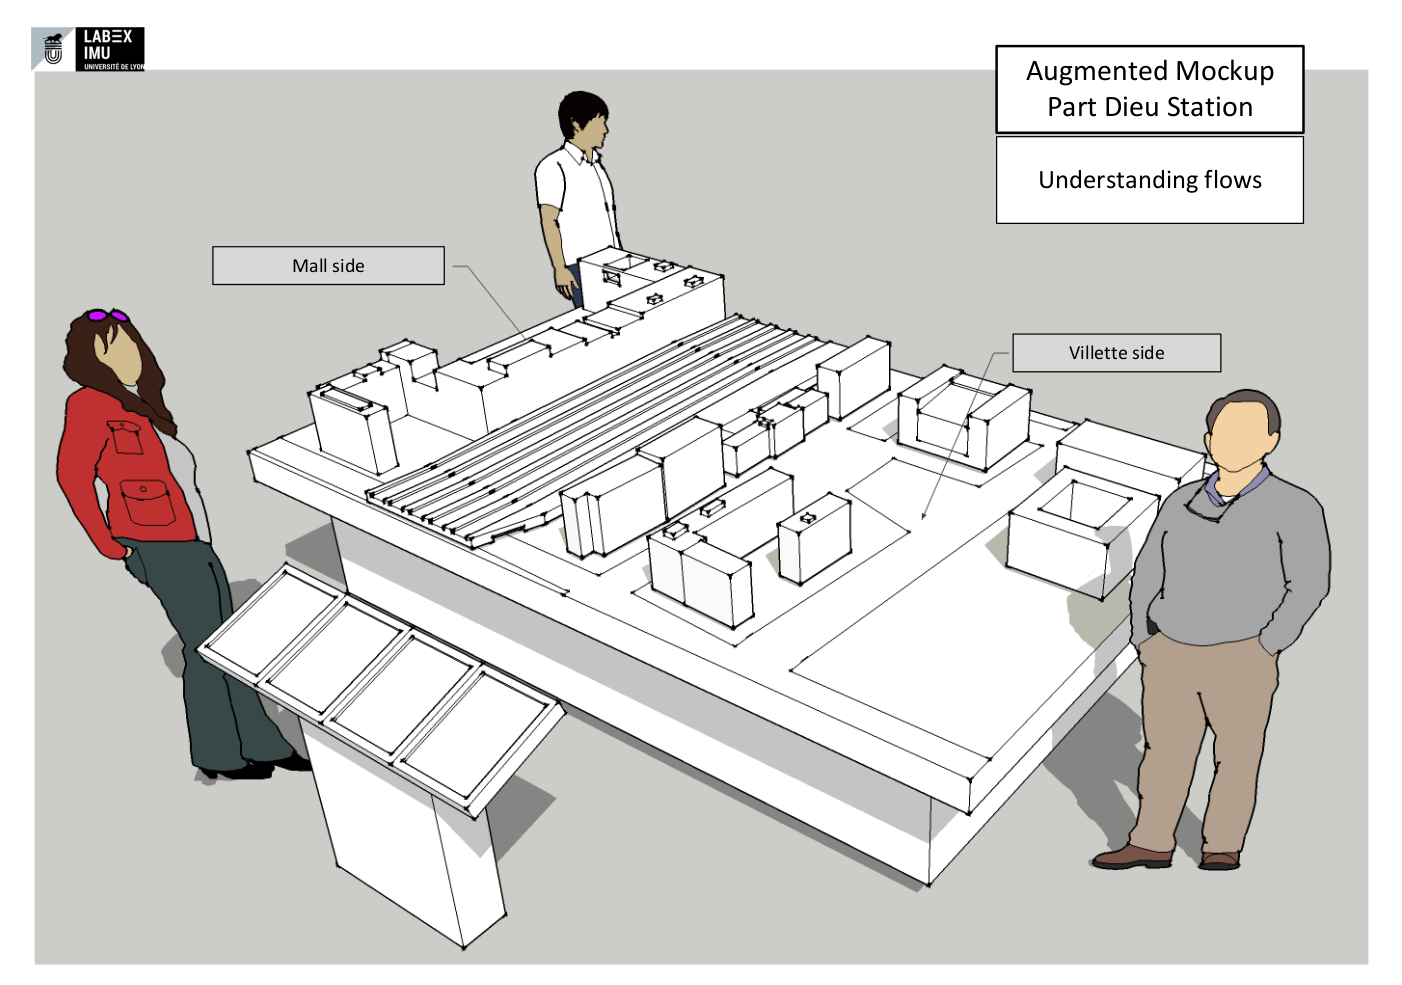 LABEX
IMU
UNIVERSITÉ DE LYON
Augmented Mockup
Part Dieu Station
Understanding flows
Mall side
Villette side